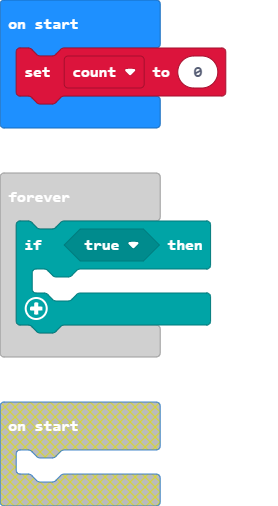 on start
set count to 0
forever
if true then
on start